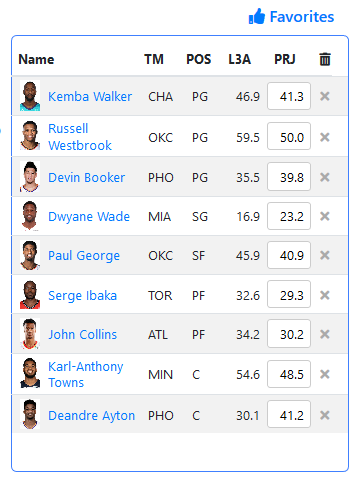 Favorites
Name TM POS L3A PRJ
Kemba Walker CHA PG 46.9 41.3
Russell
Westbrook OKC PG 59.5 50.0
Devin Booker PHO PG 35.5 39.8
Dwyane Wade MIA SG 16.9 23.2
Paul George OKC SF 45.9 40.9
Serge Ibaka TOR PF 32.6 29.3
John Collins ATL PF 34.2 30.2
Karl-Anthony
Towns MIN C 54.6 48.5
Deandre Ayton PHO C 30.1 41.2